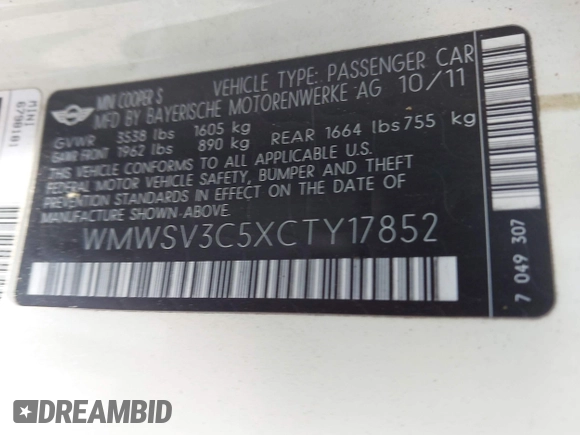 MINI COOPER S VEHICLE TYPE: PASSENGER CAR
MFD BY BAYERISCHE MOTORENWERKE AG 10/11
GVWR 3538 lbs 1605 kg
GAWR FRONT 1962 lbs 890 kg REAR 1664 lbs 755 kg
THIS VEHICLE CONFORMS TO ALL APPLICABLE U.S.
FEDERAL MOTOR VEHICLE SAFETY, BUMPER AND THEFT
PREVENTION STANDARDS IN EFFECT ON THE DATE OF
MANUFACTURE SHOWN ABOVE.
WMWSV3C5XCTY17852
7 049 307
MINI
6798181
DREAMBID